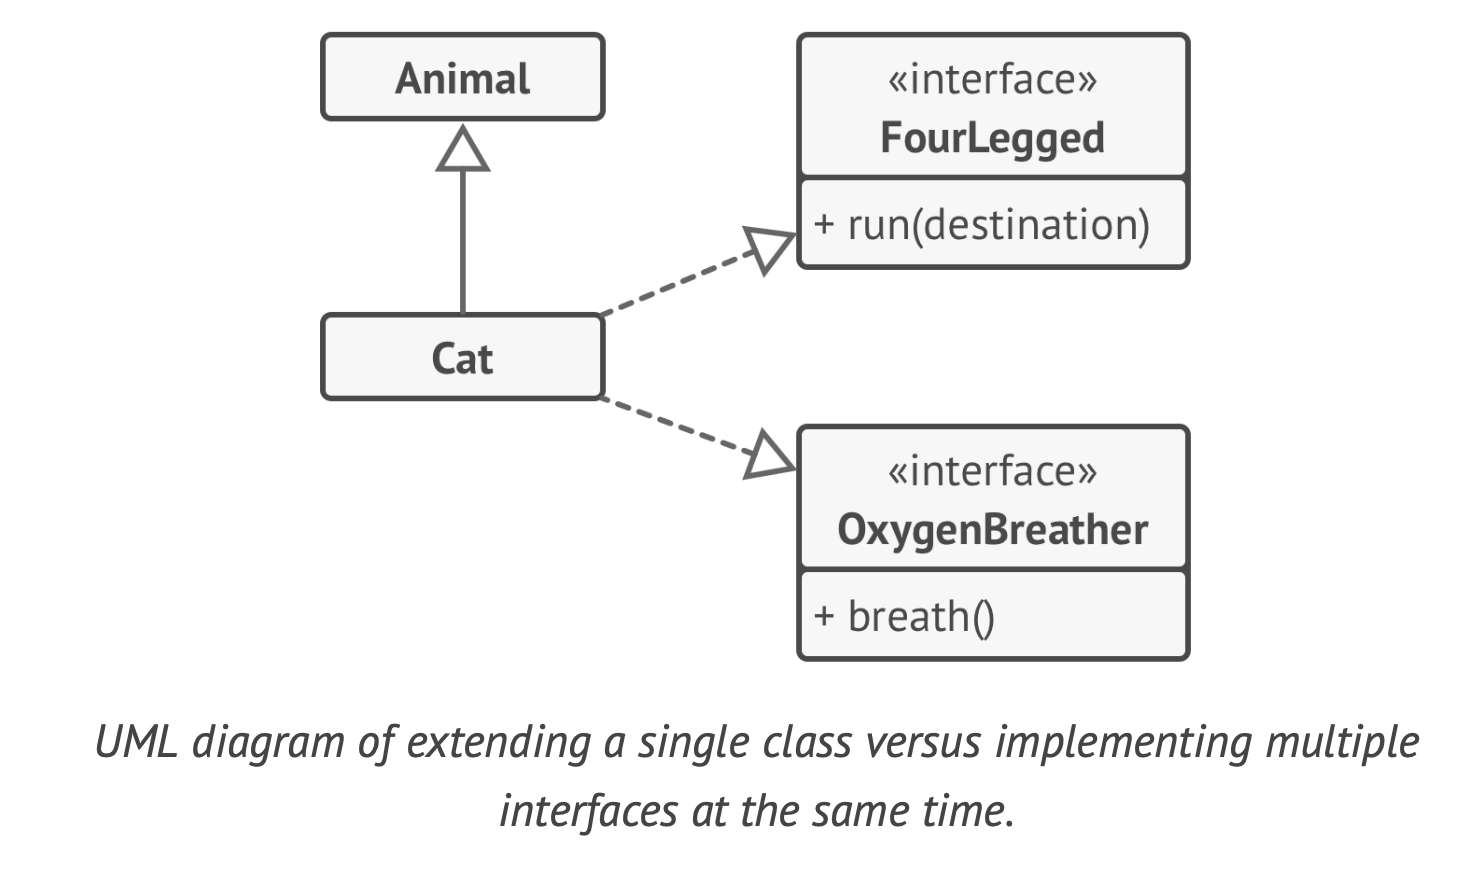 Animal
«interface»
FourLegged
+ run(destination)
Cat
«interface»
OxygenBreather
+ breath()
UML diagram of extending a single class versus implementing multiple
interfaces at the same time.